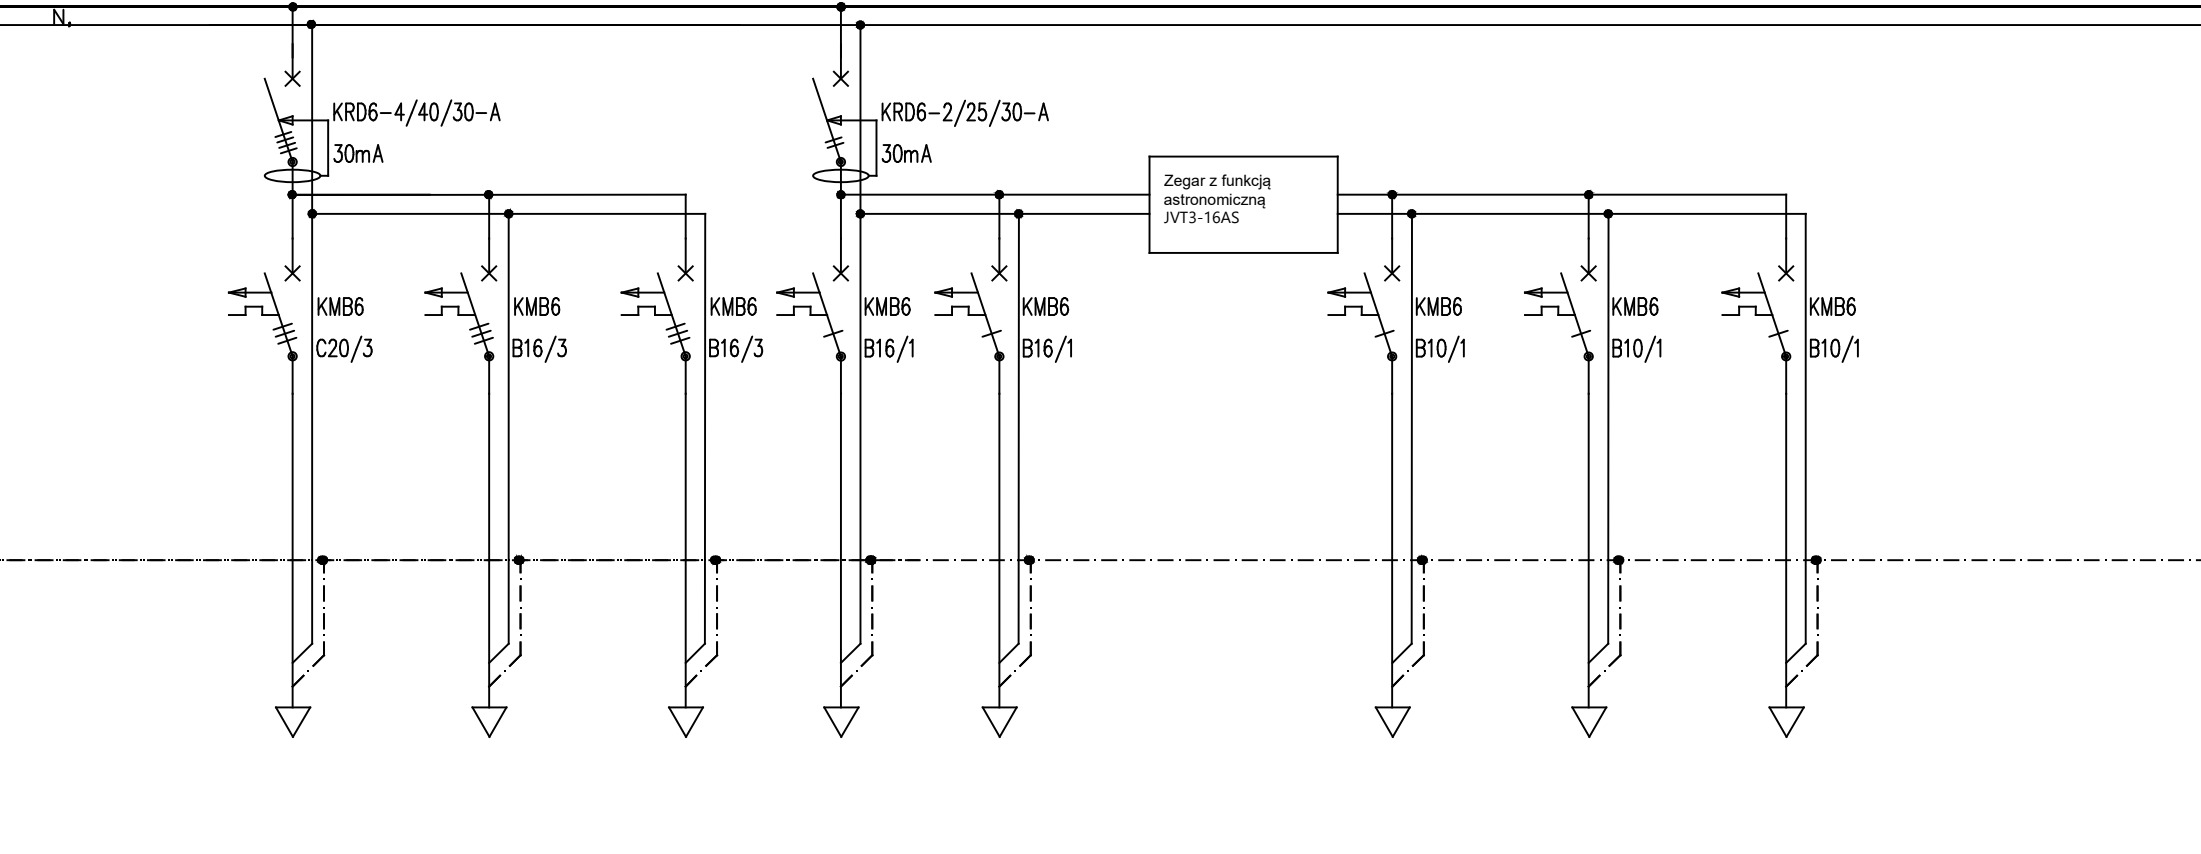 N,
KRD6-4/40/30-A
30mA
KRD6-2/25/30-A
30mA
Zegar z funkcją
astronomiczną
JVT3-16AS
KMB6
C20/3
KMB6
B16/3
KMB6
B16/3
KMB6
B16/1
KMB6
B16/1
KMB6
B10/1
KMB6
B10/1
KMB6
B10/1